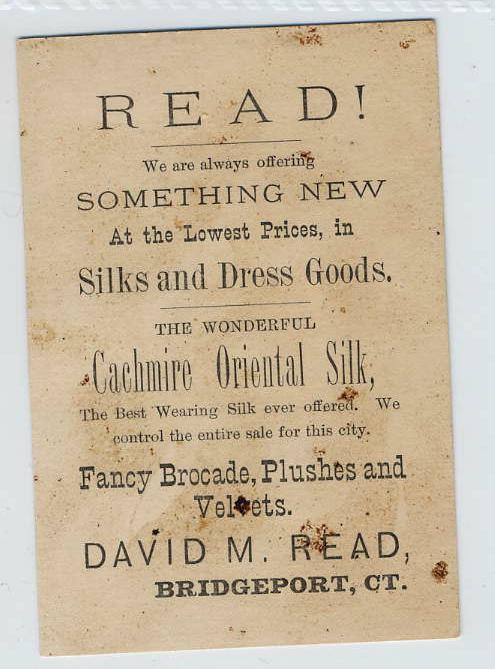 READ!
We are always offering
SOMETHING NEW
At the Lowest Prices, in
Silks and Dress Goods.
THE WONDERFUL
Cachmire Oriental Silk,
The Best Wearing Silk ever offered. We
control the entire sale for this city.
Fancy Brocade, Plushes and
Velvets.
DAVID M. READ,
BRIDGEPORT, CT.